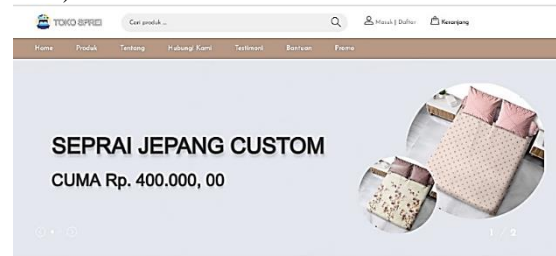 TOKO SPREI
Cari produk ...
Masuk | Daftar
Keranjang
Home Produk Tentang Hubungi Kami Testimoni Bantuan Promo
SEPRAI JEPANG CUSTOM
CUMA Rp. 400.000, 00
1 / 2